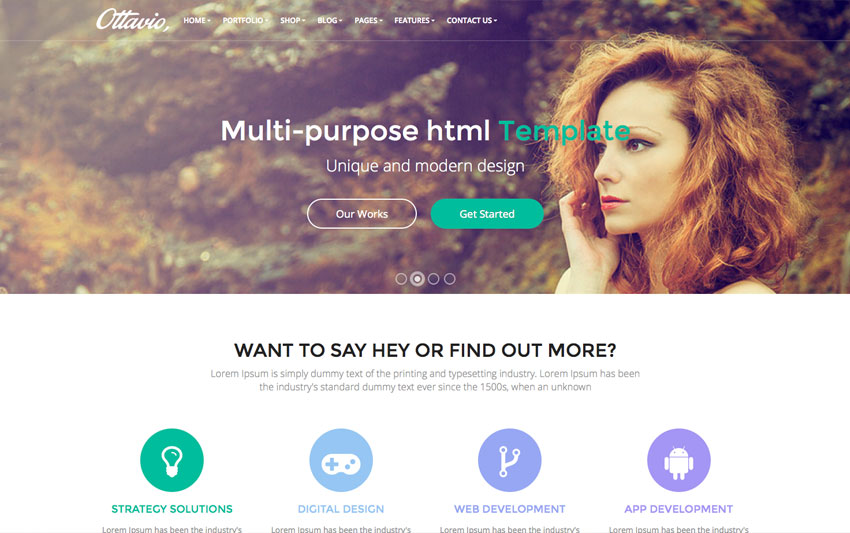 Ottavio,
HOME PORTFOLIO SHOP BLOG PAGES FEATURES CONTACT US
Multi-purpose html Template
Unique and modern design
Our Works Get Started
WANT TO SAY HEY OR FIND OUT MORE?
Lorem Ipsum is simply dummy text of the printing and typesetting industry. Lorem Ipsum has been
the industry's standard dummy text ever since the 1500s, when an unknown
STRATEGY SOLUTIONS DIGITAL DESIGN WEB DEVELOPMENT APP DEVELOPMENT
Lorem Ipsum has been the industry's Lorem Ipsum has been the industry's Lorem Ipsum has been the industry's Lorem Ipsum has been the industry's